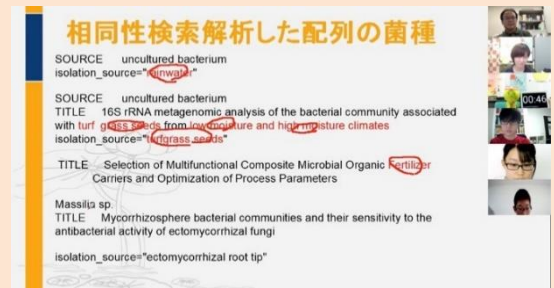 相同性検索解析した配列の菌種
SOURCE uncultured bacterium
isolation_source="rainwater"
SOURCE uncultured bacterium
TITLE 16S rRNA metagenomic analysis of the bacterial community associated
with turf grass seeds from low moisture and high moisture climates
isolation_source="turfgrass seeds"
TITLE Selection of Multifunctional Composite Microbial Organic Fertilizer
Carriers and Optimization of Process Parameters
Massilia sp.
TITLE Mycorrhizosphere bacterial communities and their sensitivity to the
antibacterial activity of ectomycorrhizal fungi
isolation_source="ectomycorrhizal root tip"
00:46